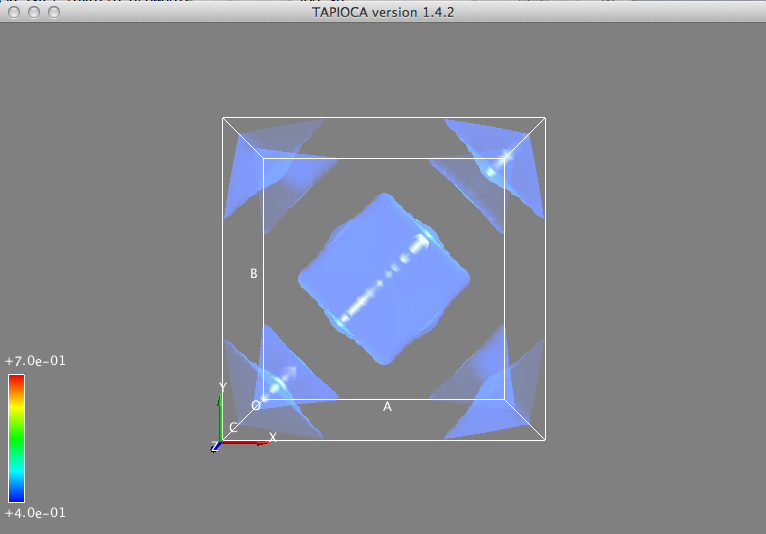 TAPIOCA version 1.4.2
B
+7.0e-01
Y
O
A
C
X
Z
+4.0e-01